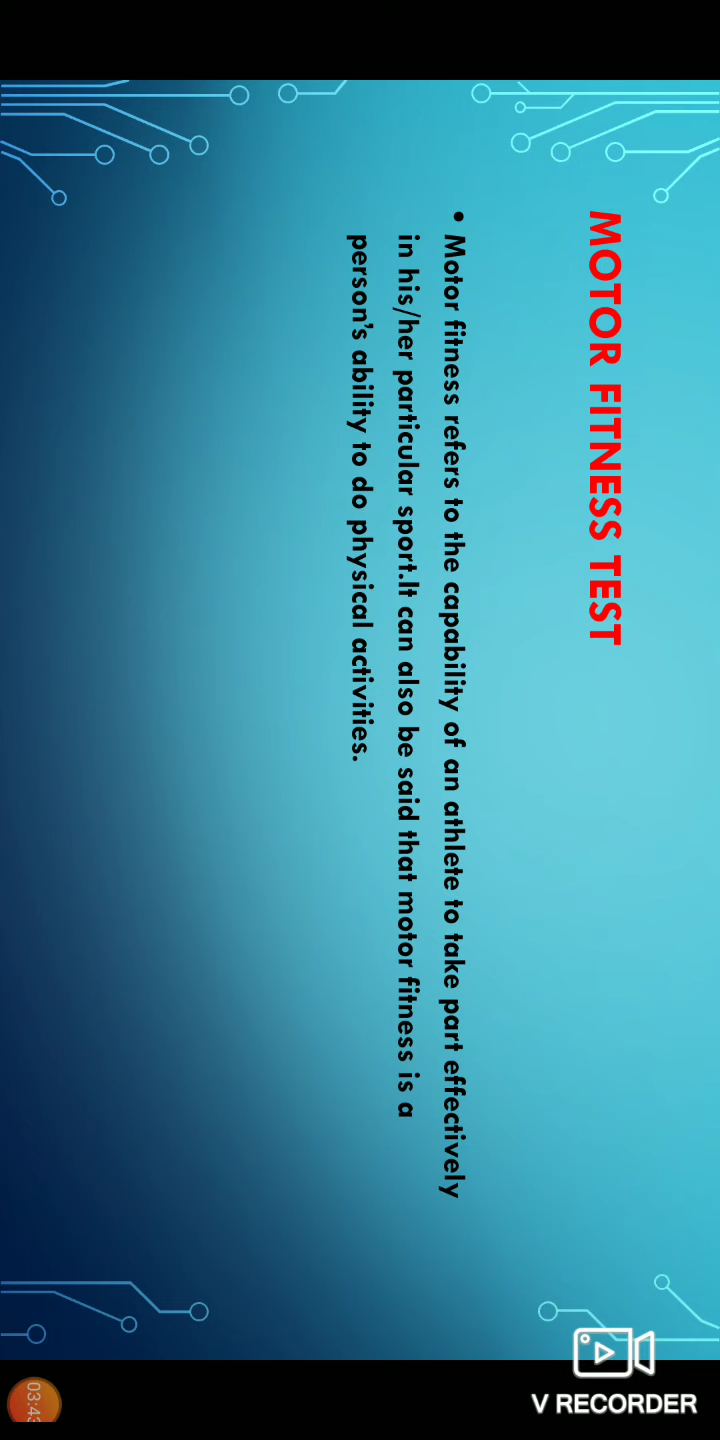 MOTOR FITNESS TEST
• Motor fitness refers to the capability of an athlete to take part effectively
in his/her particular sport.It can also be said that motor fitness is a
person's ability to do physical activities.
V RECORDER